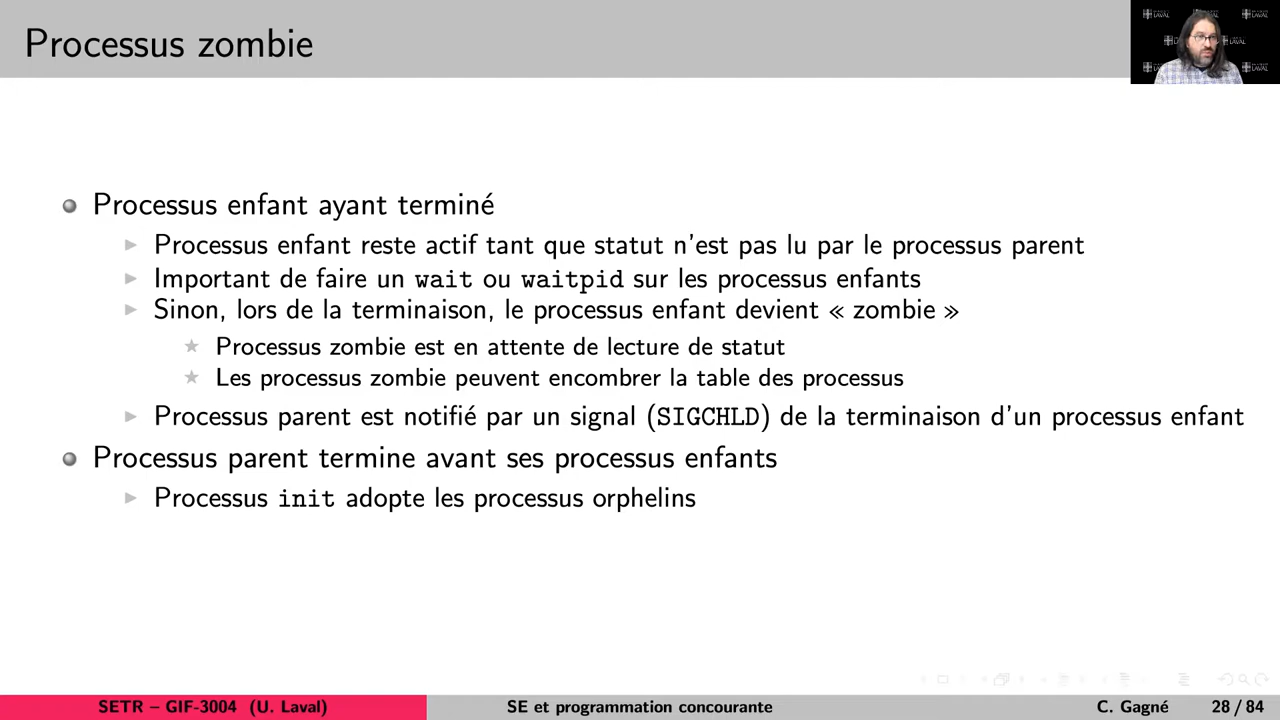 Processus zombie
LAVAL
LAVAL
LAVAL
LAVAL
Processus enfant ayant terminé
Processus enfant reste actif tant que statut n'est pas lu par le processus parent
Important de faire un wait ou waitpid sur les processus enfants
Sinon, lors de la terminaison, le processus enfant devient « zombie »
Processus zombie est en attente de lecture de statut
Les processus zombie peuvent encombrer la table des processus
Processus parent est notifié par un signal (SIGCHLD) de la terminaison d'un processus enfant
Processus parent termine avant ses processus enfants
Processus init adopte les processus orphelins
SETR – GIF-3004 (U. Laval) SE et programmation concourante C. Gagné 28 / 84